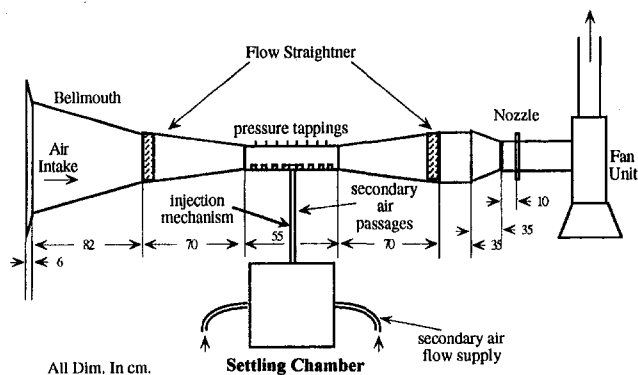 Flow Straightner
Bellmouth
Nozzle
pressure tappings
Air
Intake
Fan
Unit
injection
mechanism
secondary
air
passages
10
55
82
70
70
35
35
6
secondary air
flow supply
All Dim. In cm.
Settling Chamber